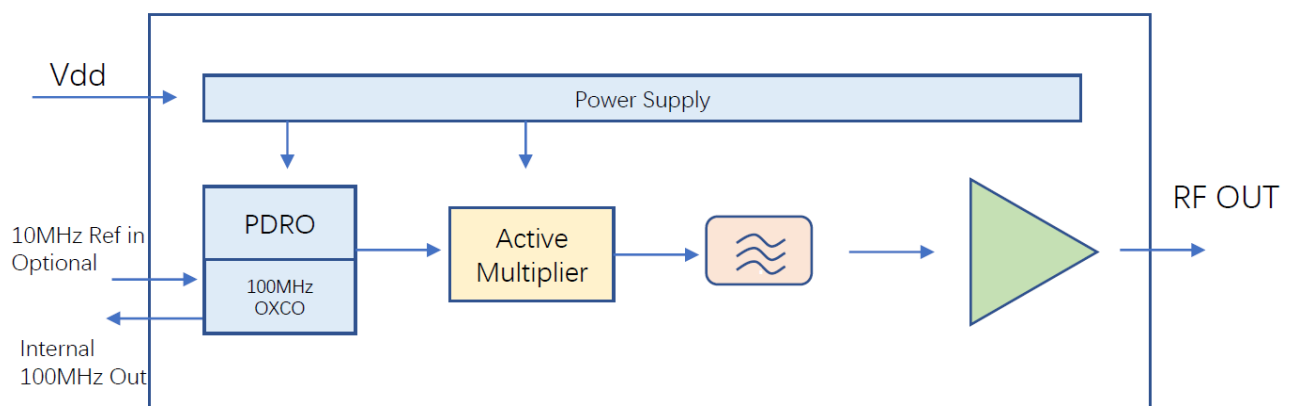 Vdd
Power Supply
PDRO
100MHz
OXCO
10MHz Ref in
Optional
Internal
100MHz Out
Active
Multiplier
RF OUT